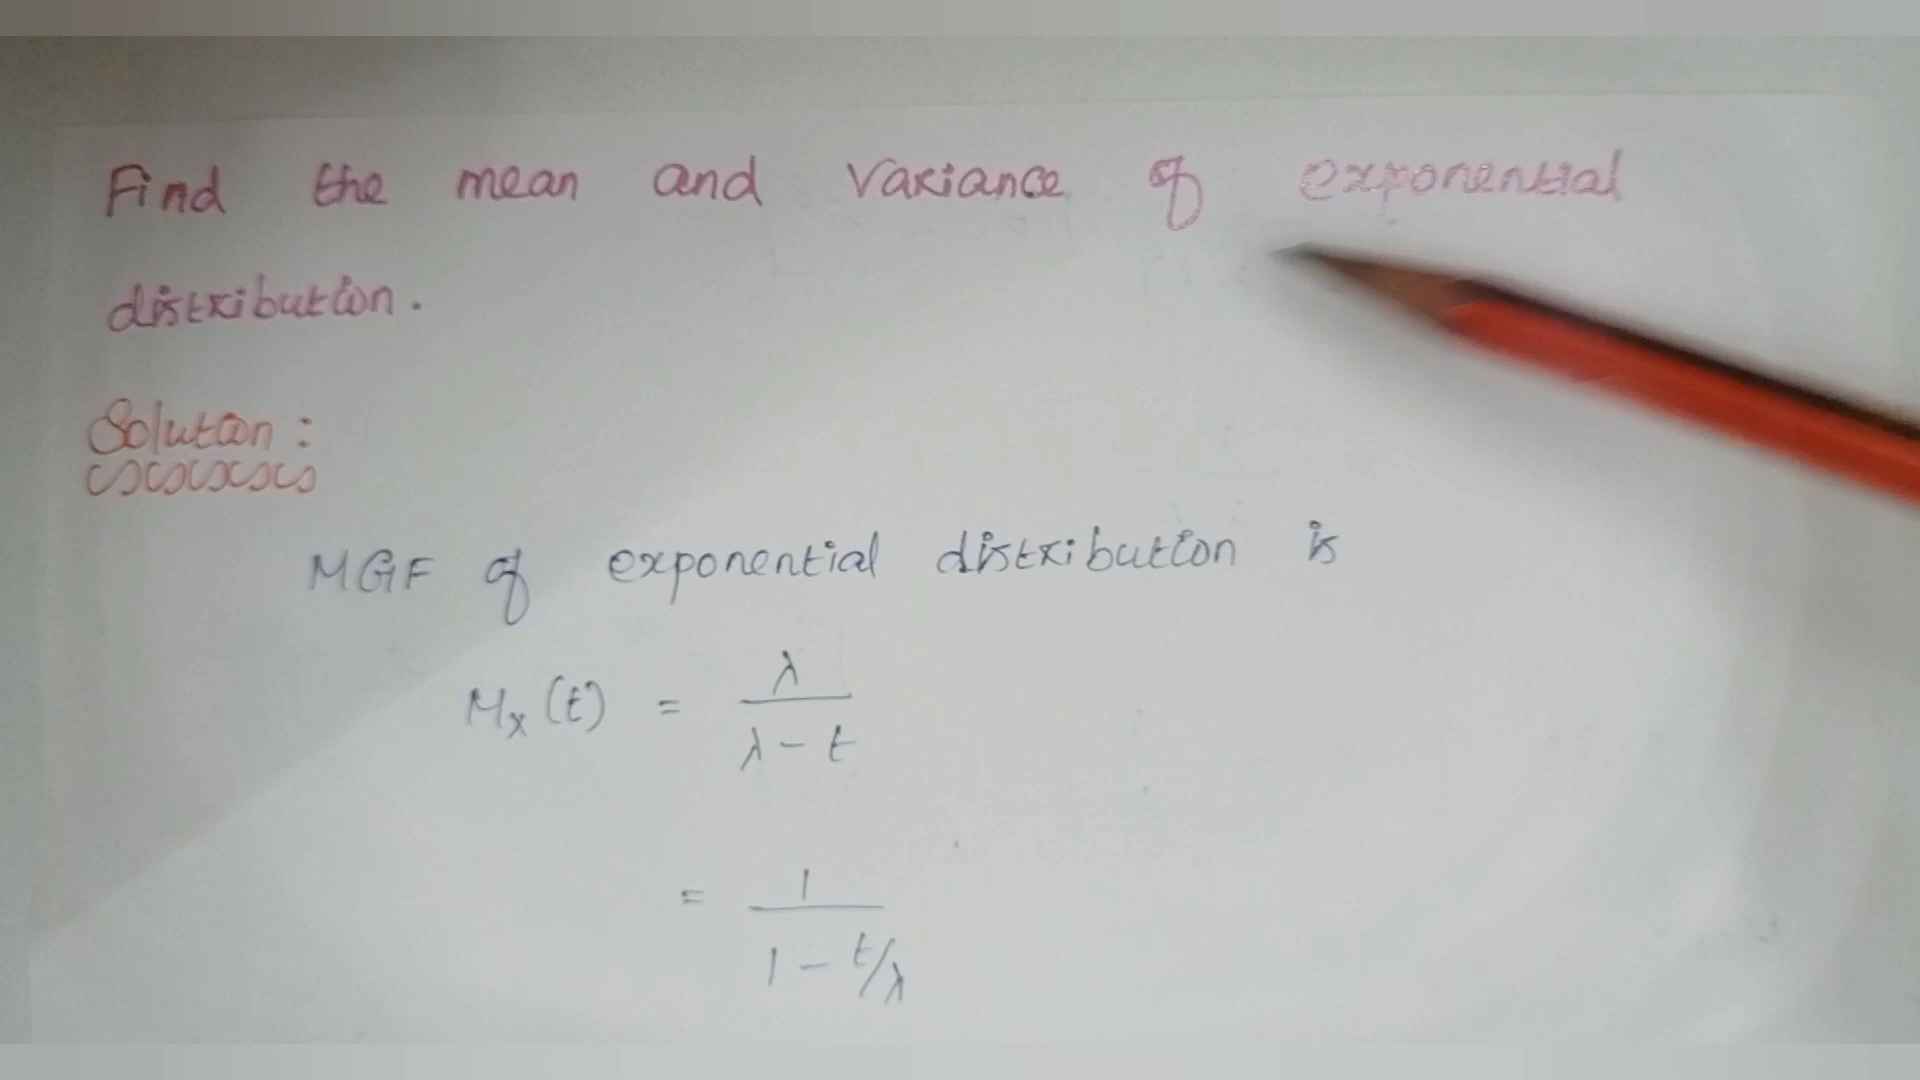 Find the mean and variance of exponential
distribution.
Solution :
MGF of exponential distribution is
Mx(t) = λ / λ - t
= 1 / 1 - t/λ